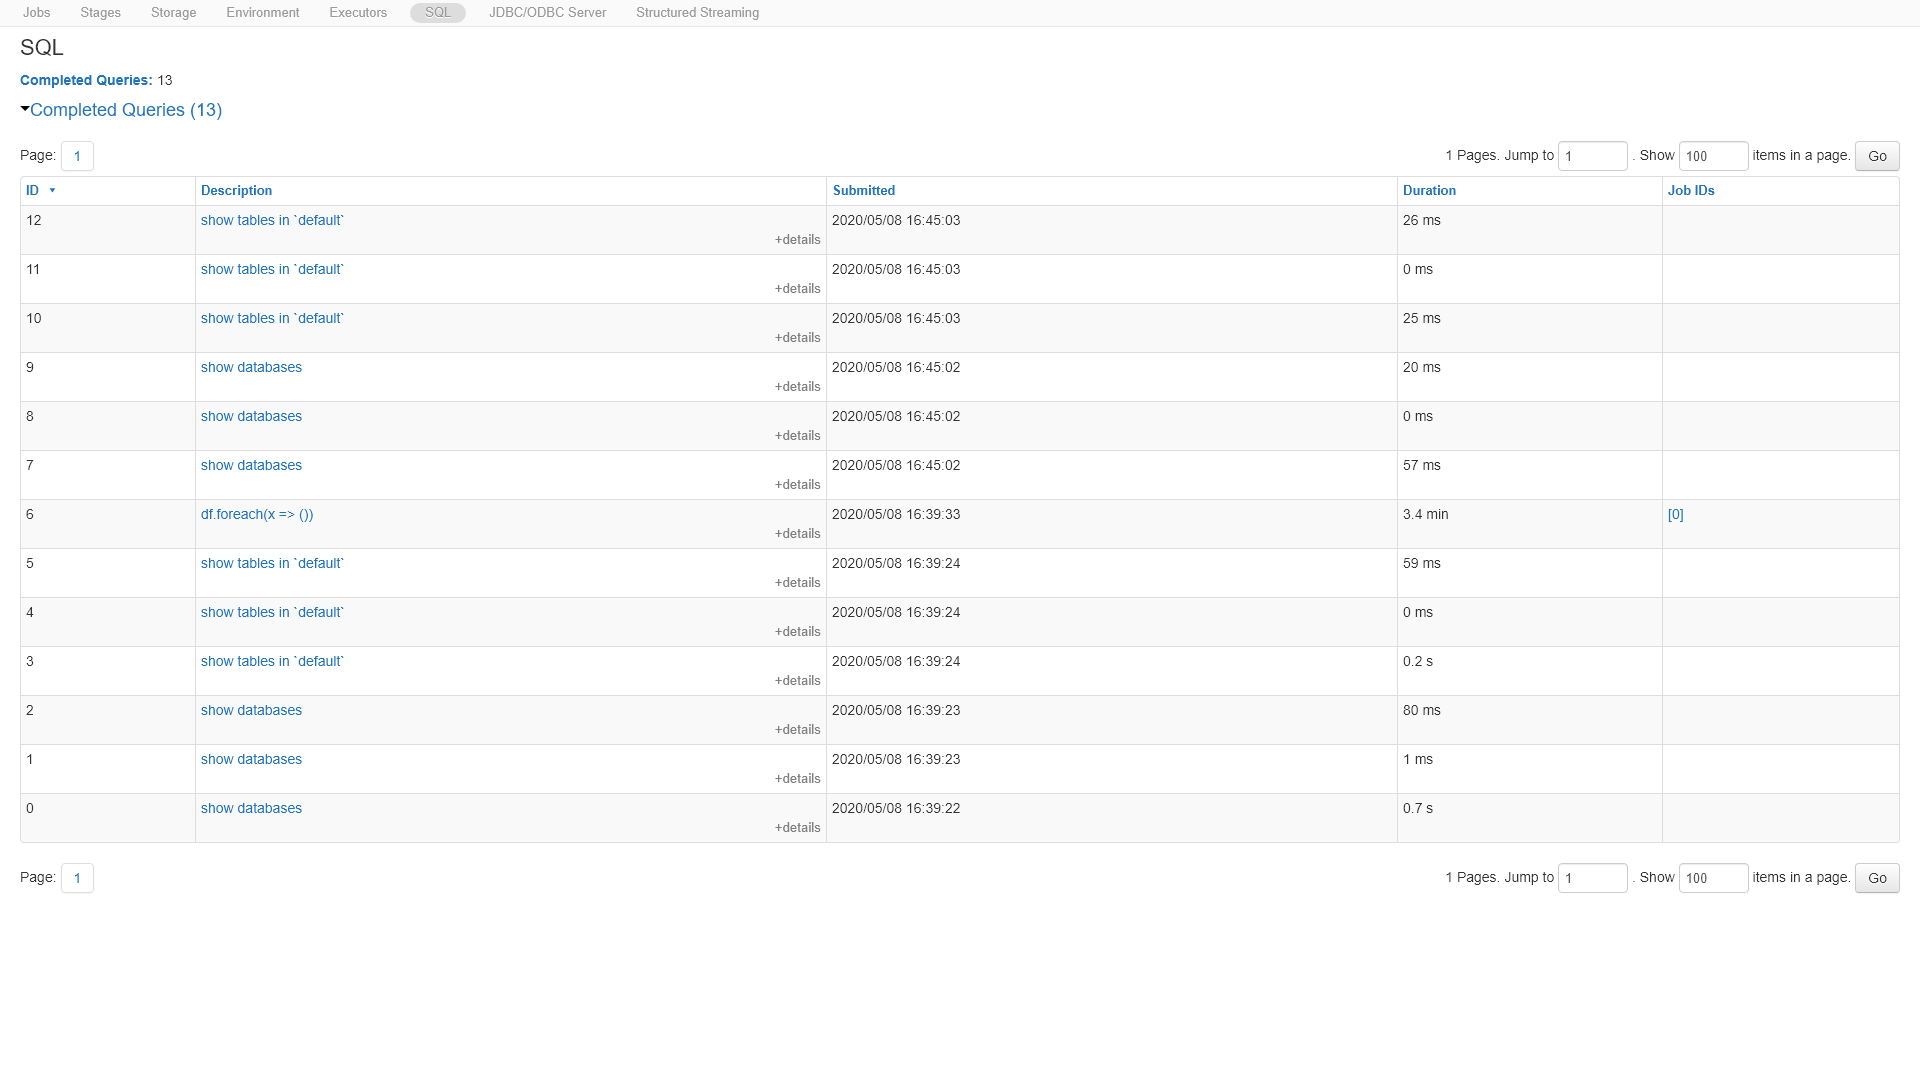 Jobs Stages Storage Environment Executors SQL JDBC/ODBC Server Structured Streaming
SQL
Completed Queries: 13
Completed Queries (13)
Page: 1 1 Pages. Jump to 1 . Show 100 items in a page. Go
ID Description Submitted Duration Job IDs
12 show tables in `default` 2020/05/08 16:45:03 26 ms
+details
11 show tables in `default` 2020/05/08 16:45:03 0 ms
+details
10 show tables in `default` 2020/05/08 16:45:03 25 ms
+details
9 show databases 2020/05/08 16:45:02 20 ms
+details
8 show databases 2020/05/08 16:45:02 0 ms
+details
7 show databases 2020/05/08 16:45:02 57 ms
+details
6 df.foreach(x => ()) 2020/05/08 16:39:33 3.4 min [0]
+details
5 show tables in `default` 2020/05/08 16:39:24 59 ms
+details
4 show tables in `default` 2020/05/08 16:39:24 0 ms
+details
3 show tables in `default` 2020/05/08 16:39:24 0.2 s
+details
2 show databases 2020/05/08 16:39:23 80 ms
+details
1 show databases 2020/05/08 16:39:23 1 ms
+details
0 show databases 2020/05/08 16:39:22 0.7 s
+details
Page: 1 1 Pages. Jump to 1 . Show 100 items in a page. Go